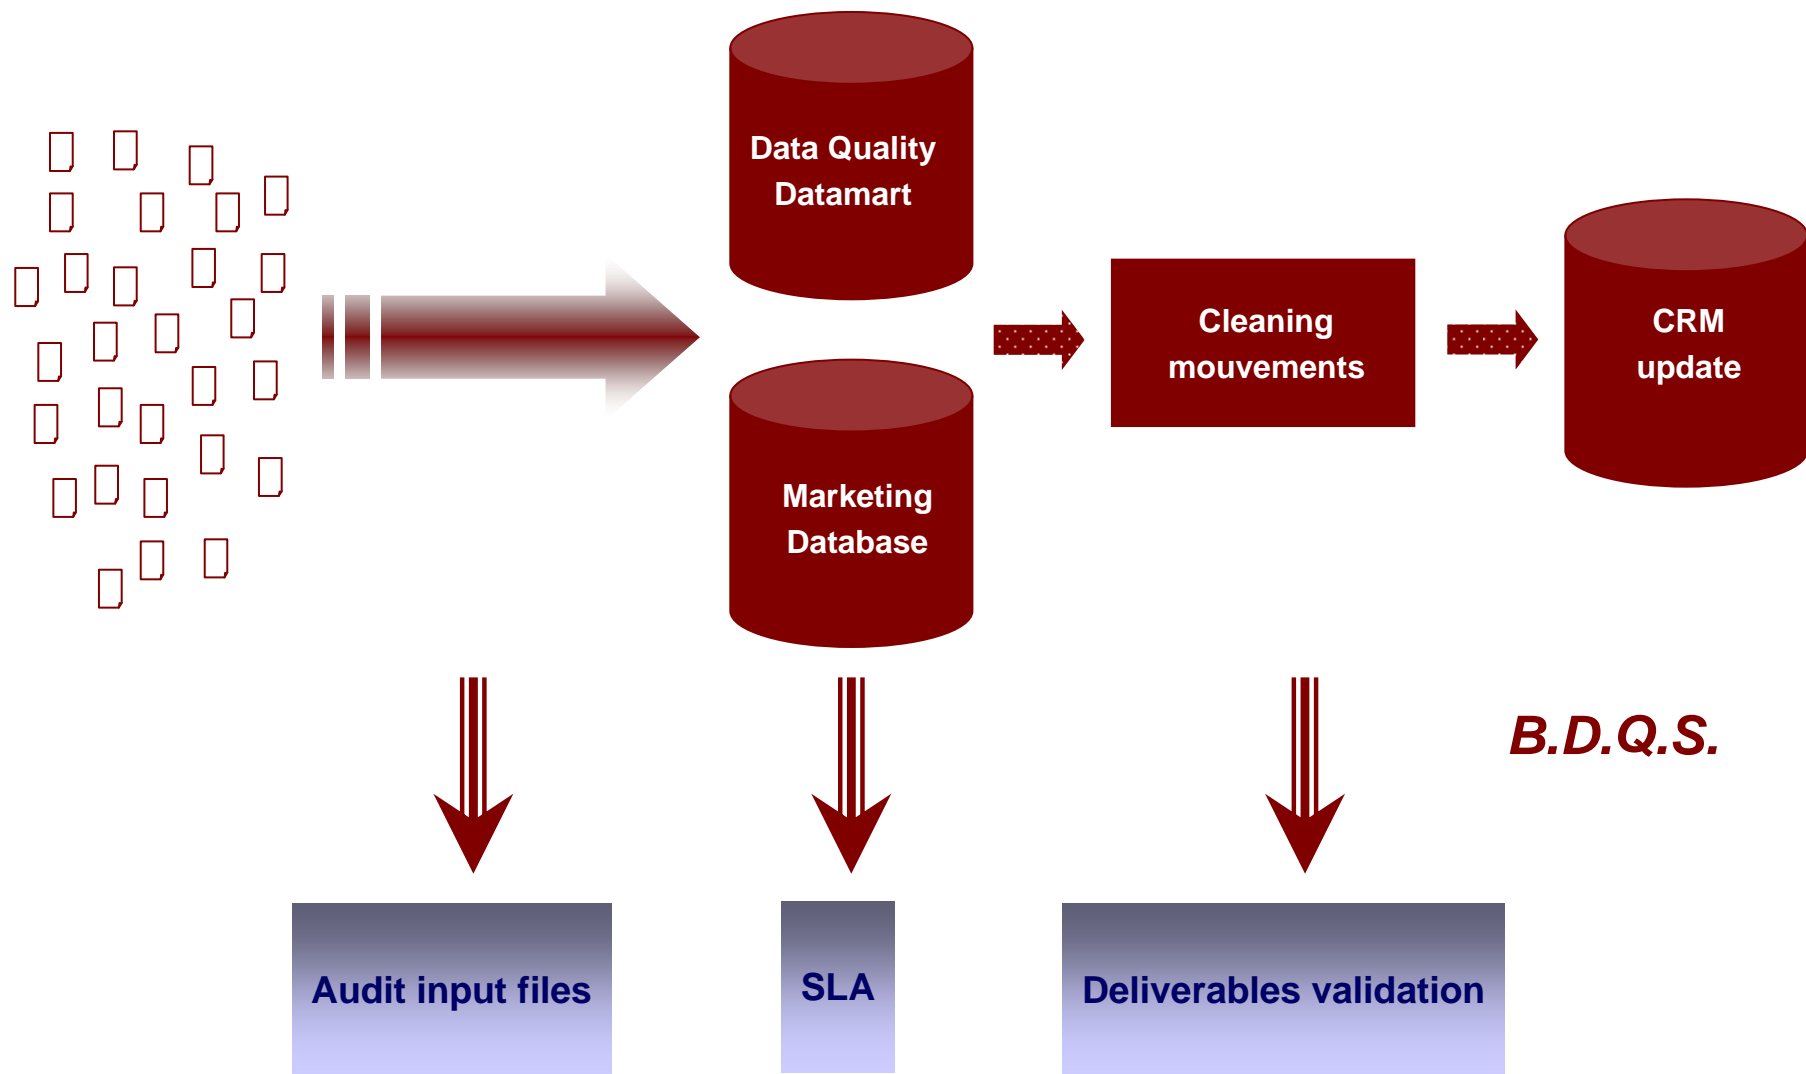 Data Quality
Datamart
Cleaning
mouvements
CRM
update
Marketing
Database
B.D.Q.S.
Audit input files
SLA
Deliverables validation